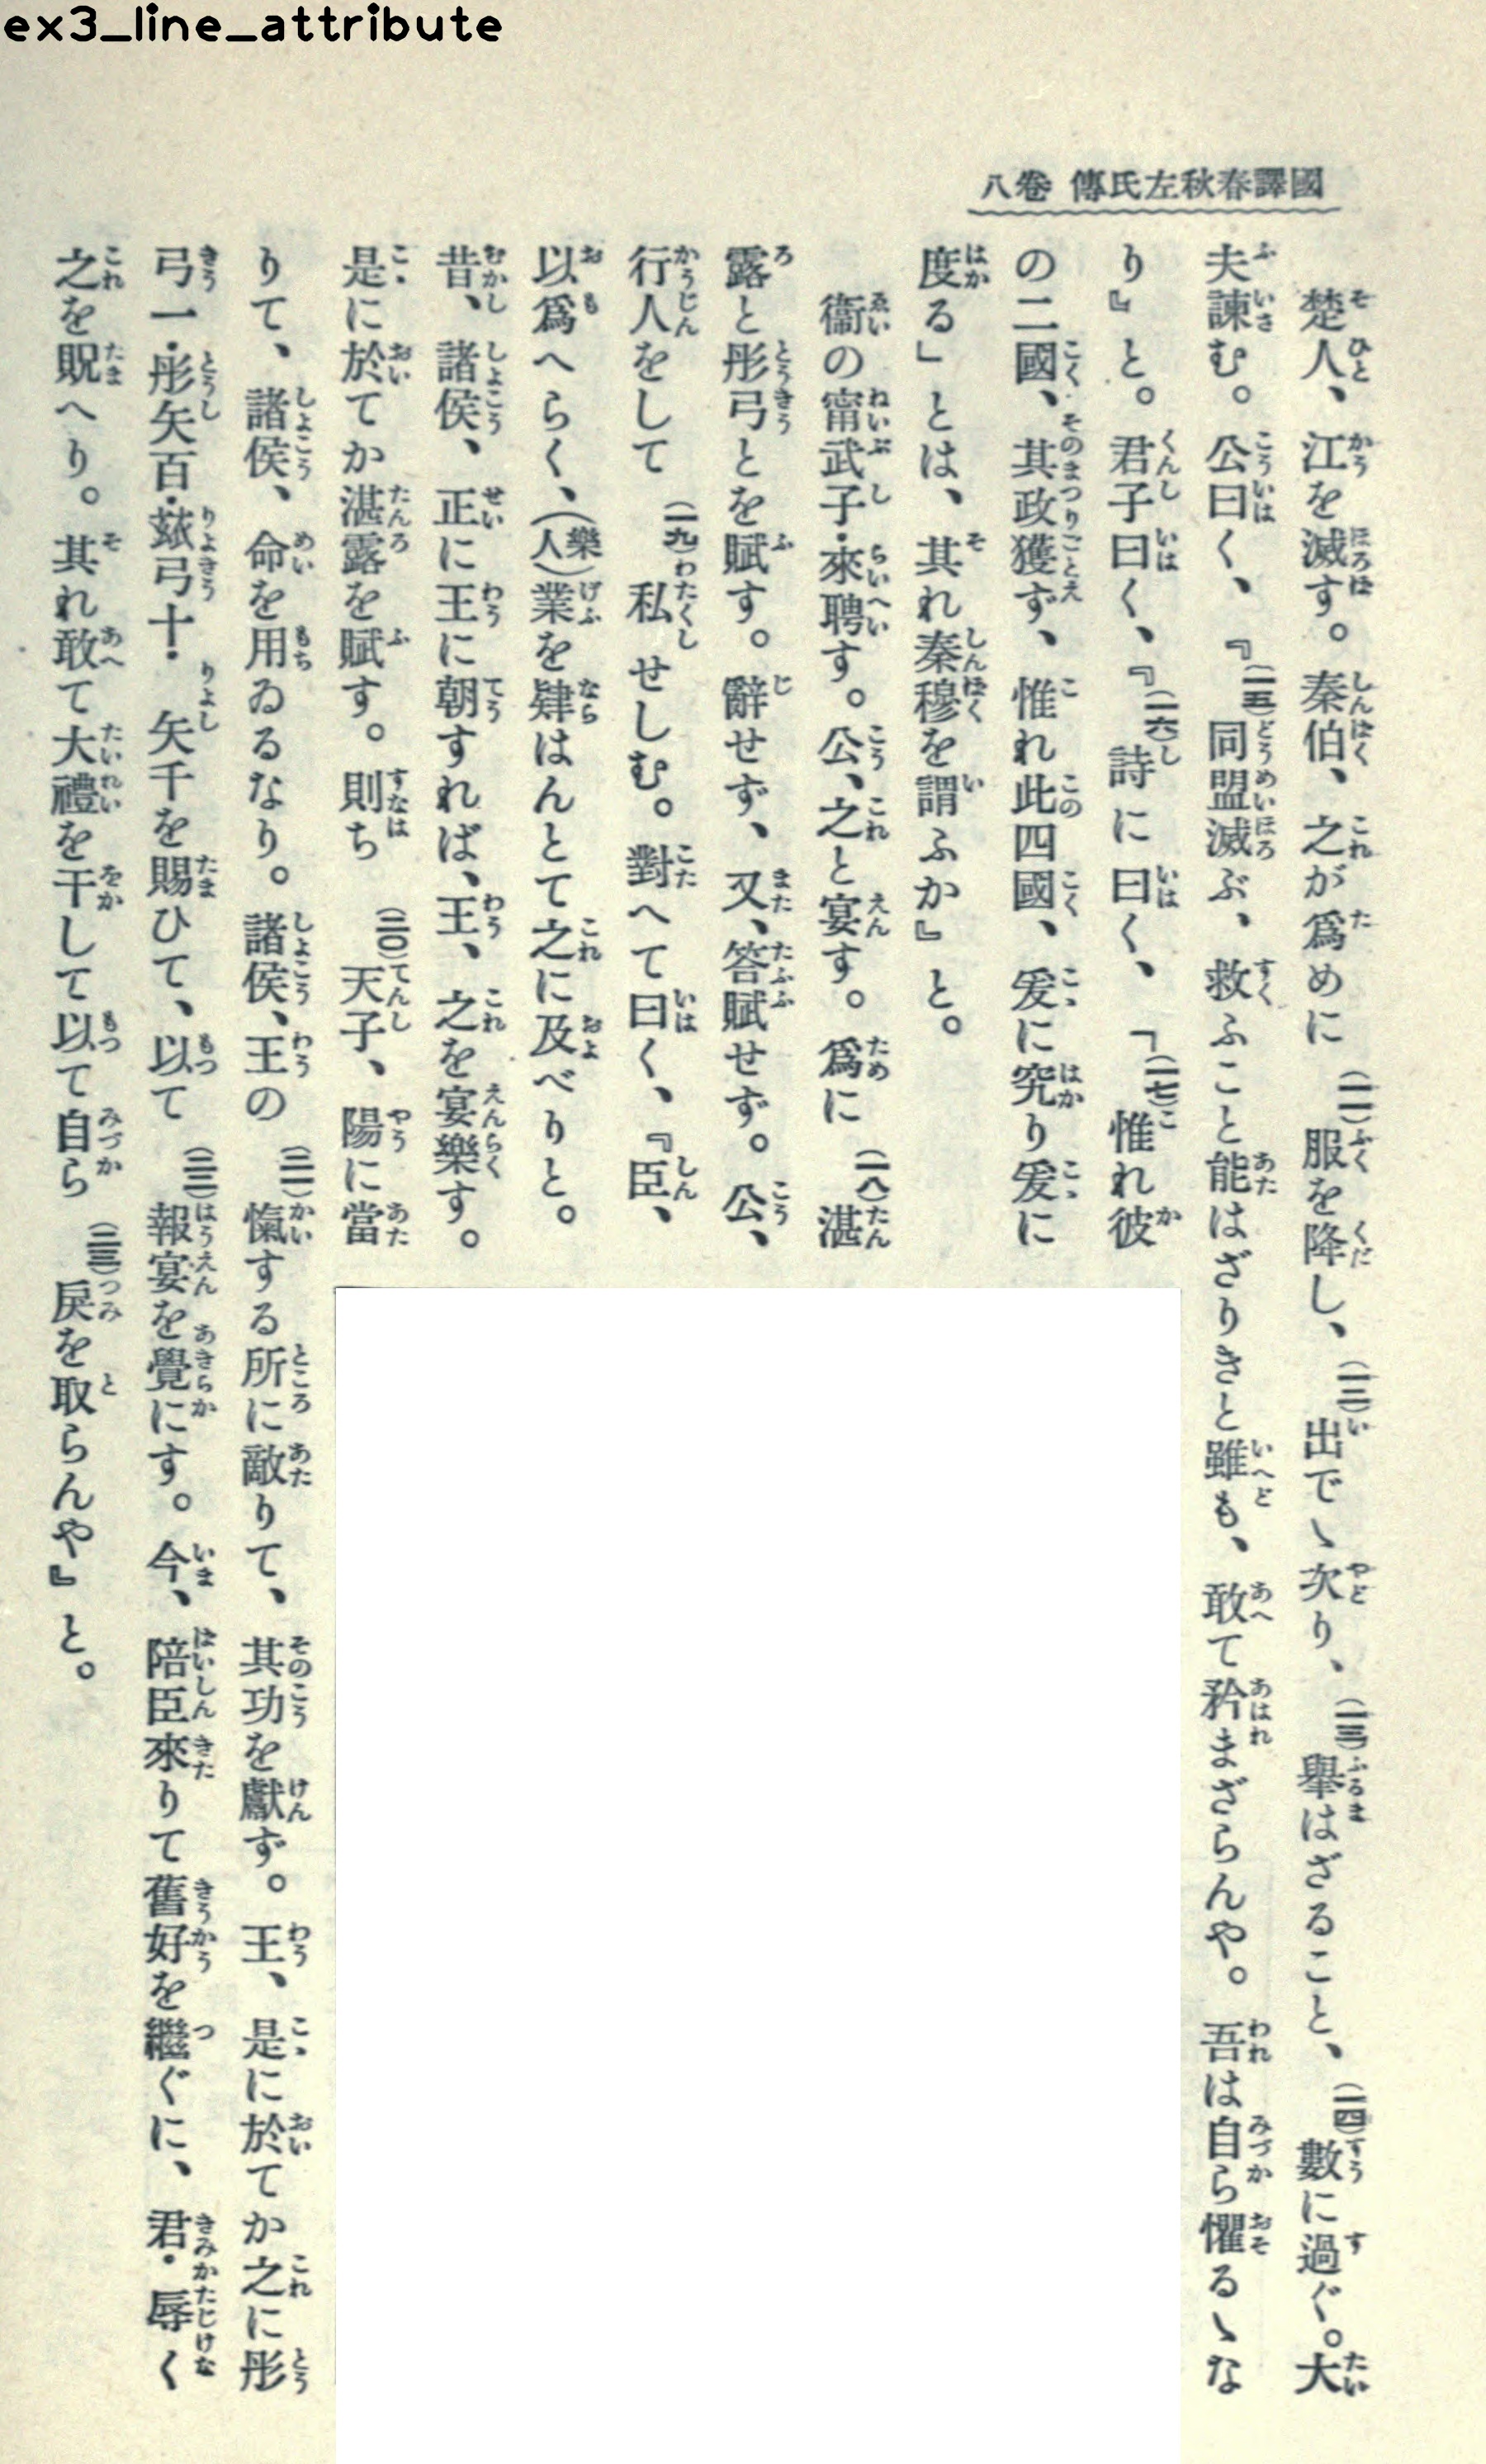 ex3_line_attribute
國譯春秋左氏傳 卷八
楚人、江を滅す。秦伯、之が爲めに(一一)服を降し、(一二)出でゝ次り、(一三)擧はざること、(一四)數に過ぐ。大
夫諫む。公曰く、『(一五)同盟滅ぶ、救ふこと能はざりきと雖も、敢て矜まざらんや。吾は自ら懼るゝな
り』と。君子曰く、『(一六)詩に曰く、「(一七)惟れ彼
の二國、其政獲ず、惟れ此四國、爰に究り爰に
度る」とは、其れ秦穆を謂ふか』と。
衞の甯武子・來聘す。公、之と宴す。爲に(一八)湛
露と彤弓とを賦す。辭せず、又、答賦せず。公、
行人をして(一九)私せしむ。對へて曰く、『臣、
以爲へらく、(樂人)業を肄はんとて之に及べりと。
昔、諸侯、正に王に朝すれば、王、之を宴樂す。
是に於てか湛露を賦す。則ち(二〇)天子、陽に當
りて、諸侯、命を用ゐるなり。諸侯、王の(二一)愾する所に敵りて、其功を獻ず。王、是に於てか之に彤
弓一・彤矢百・玈弓十・矢千を賜ひて、以て(二二)報宴を覺にす。今、陪臣來りて舊好を繼ぐに、君・辱く
之を貺へり。其れ敢て大禮を干して以て自ら(二三)戾を取らんや』と。